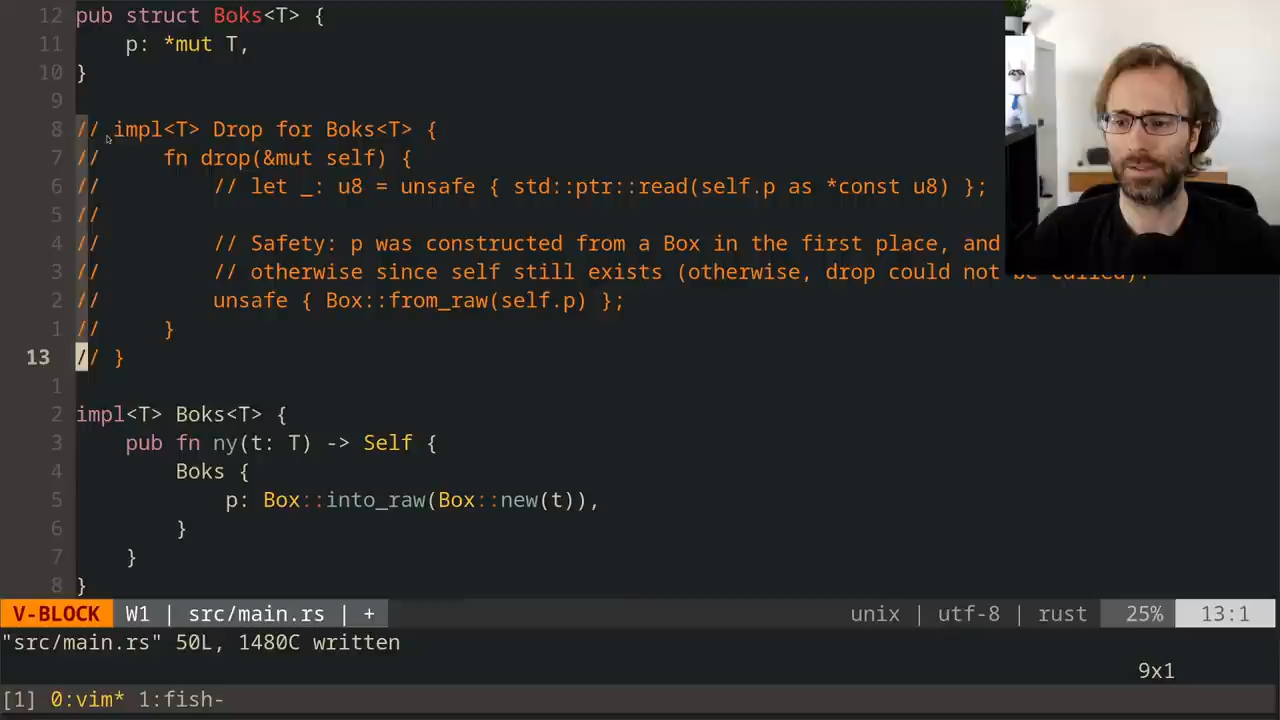 12 pub struct Boks<T> {
11     p: *mut T,
10 }
9
8 // impl<T> Drop for Boks<T> {
7 //     fn drop(&mut self) {
6 //         // let _: u8 = unsafe { std::ptr::read(self.p as *const u8) };
5 //
4 //         // Safety: p was constructed from a Box in the first place, and
3 //         // otherwise since self still exists (otherwise, drop could not be called).
2 //         unsafe { Box::from_raw(self.p) };
1 //     }
13 // }
1
2 impl<T> Boks<T> {
3     pub fn ny(t: T) -> Self {
4         Boks {
5             p: Box::into_raw(Box::new(t)),
6         }
7     }
8 }
V-BLOCK W1 | src/main.rs | + unix | utf-8 | rust 25% 13:1
"src/main.rs" 50L, 1480C written
9x1
[1] 0:vim* 1:fish-